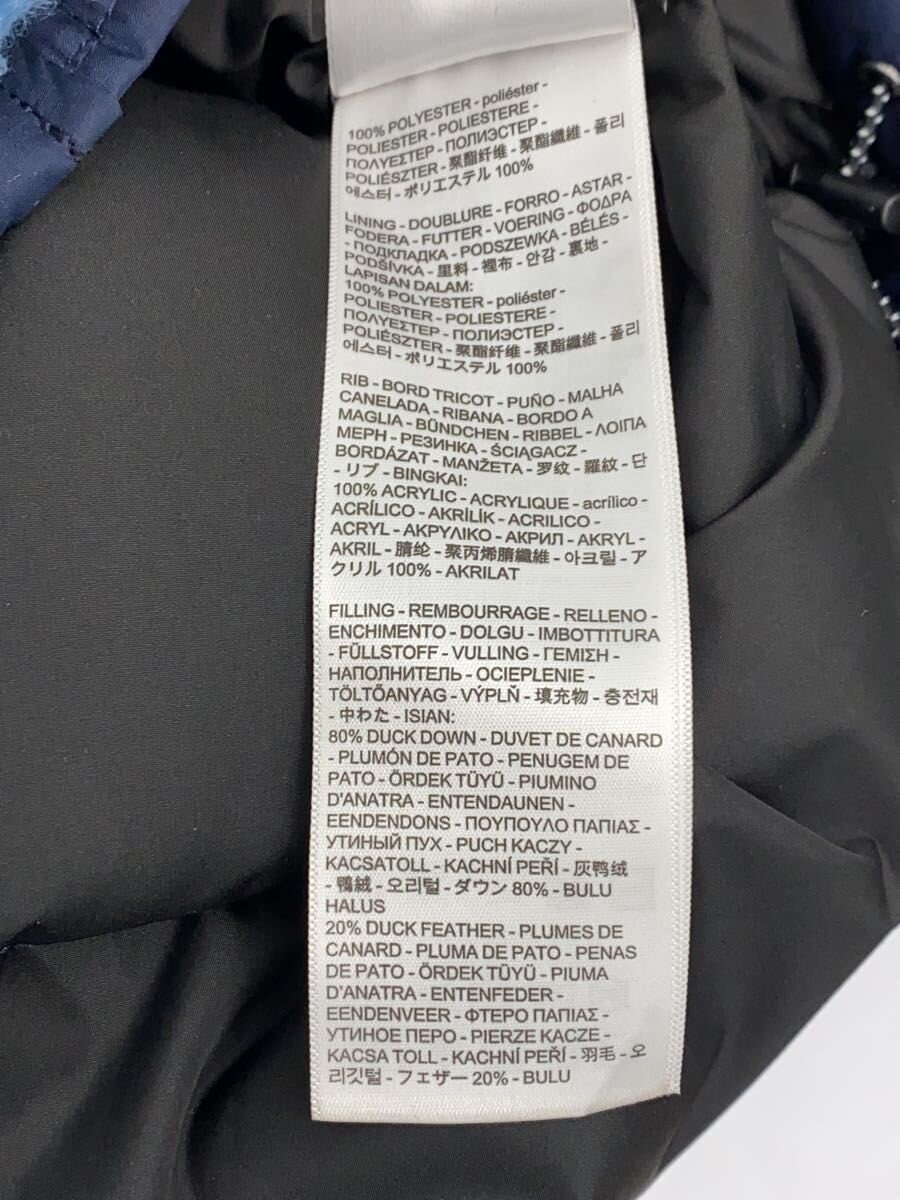 100% POLYESTER - poliéster -
POLIESTER - POLIESTERE -
ΠΟΛΥΕΣΤΕΡ - ПОЛИЭСТЕР -
POLIÉSZTER - 聚酯纤维 - 聚酯纖維 - 폴리
에스터 - ポリエステル 100%
LINING - DOUBLURE - FORRO - ASTAR -
FODERA - FUTTER - VOERING - ΦΟΔΡΑ
- ПОДКЛАДКА - PODSZEWKA - BÉLÉS -
PODŠÍVKA - 里料 - 裡布 - 안감 - 裏地 -
LAPISAN DALAM:
100% POLYESTER - poliéster -
POLIESTER - POLIESTERE -
ΠΟΛΥΕΣΤΕΡ - ПОЛИЭСТЕР -
POLIÉSZTER - 聚酯纤维 - 聚酯纖維 - 폴리
에스터 - ポリエステル 100%
RIB - BORD TRICOT - PUÑO - MALHA
CANELADA - RIBANA - BORDO A
MAGLIA - BÜNDCHEN - RIBBEL - ΛΟΙΠΑ
ΜΕΡΗ - РЕЗИНКА - ŚCIĄGACZ -
BORDÁZAT - MANŽETA - 罗纹 - 羅紋 - 단
- リブ - BINGKAI:
100% ACRYLIC - ACRYLIQUE - acrílico -
ACRÍLICO - AKRİLİK - ACRILICO -
ACRYL - ΑΚΡΥΛΙΚΟ - АКРИЛ - AKRYL -
AKRIL - 腈纶 - 聚丙烯腈纖維 - 아크릴 - ア
クリル 100% - AKRILAT
FILLING - REMBOURRAGE - RELLENO -
ENCHIMENTO - DOLGU - IMBOTTITURA
- FÜLLSTOFF - VULLING - ΓΕΜΙΣΗ -
НАПОЛНИТЕЛЬ - OCIEPLENIE -
TÖLTŐANYAG - VÝPLŇ - 填充物 - 충전재
- 中わた - ISIAN:
80% DUCK DOWN - DUVET DE CANARD
- PLUMÓN DE PATO - PENUGEM DE
PATO - ÖRDEK TÜYÜ - PIUMINO
D'ANATRA - ENTENDAUNEN -
EENDENDONS - ΠΟΥΠΟΥΛΟ ΠΑΠΙΑΣ -
УТИНЫЙ ПУХ - PUCH KACZY -
KACSATOLL - KACHNÍ PEŘÍ - 灰鸭绒
- 鴨絨 - 오리털 - ダウン 80% - BULU
HALUS
20% DUCK FEATHER - PLUMES DE
CANARD - PLUMA DE PATO - PENAS
DE PATO - ÖRDEK TÜYÜ - PIUMA
D'ANATRA - ENTENFEDER -
EENDENVEER - ΦΤΕΡΟ ΠΑΠΙΑΣ -
УТИНОЕ ПЕРО - PIERZE KACZE -
KACSA TOLL - KACHNÍ PEŘÍ - 羽毛 - 오
리깃털 - フェザー 20% - BULU